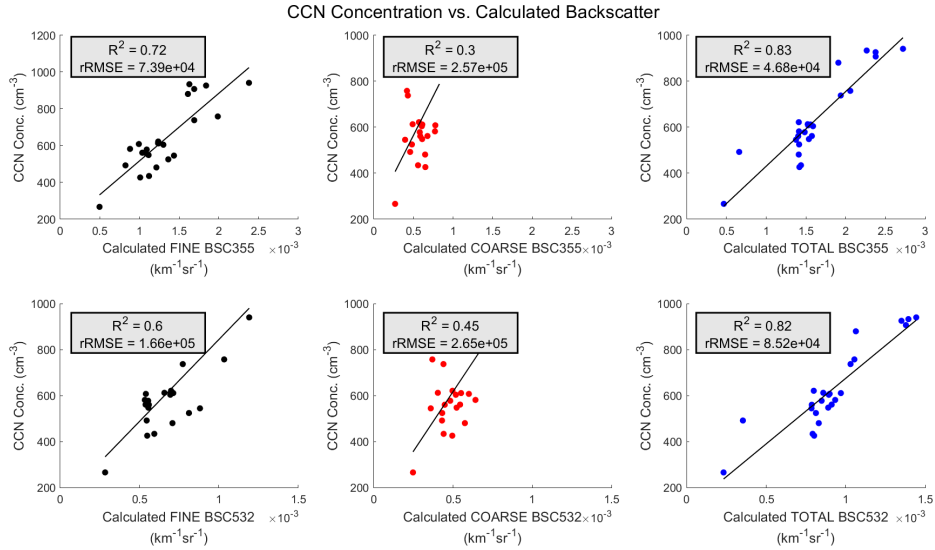 CCN Concentration vs. Calculated Backscatter
R² = 0.72
rRMSE = 7.39e+04
CCN Conc. (cm⁻³)
1200
1000
800
600
400
200
0 0.5 1 1.5 2 2.5 3
Calculated FINE BSC355 ×10⁻³
(km⁻¹sr⁻¹)
R² = 0.3
rRMSE = 2.57e+05
CCN Conc. (cm⁻³)
1000
800
600
400
200
0 0.5 1 1.5 2 2.5 3
Calculated COARSE BSC355 ×10⁻³
(km⁻¹sr⁻¹)
R² = 0.83
rRMSE = 4.68e+04
CCN Conc. (cm⁻³)
1000
800
600
400
200
0 0.5 1 1.5 2 2.5 3
Calculated TOTAL BSC355 ×10⁻³
(km⁻¹sr⁻¹)
R² = 0.6
rRMSE = 1.66e+05
CCN Conc. (cm⁻³)
1000
800
600
400
200
0 0.5 1 1.5
Calculated FINE BSC532 ×10⁻³
(km⁻¹sr⁻¹)
R² = 0.45
rRMSE = 2.65e+05
CCN Conc. (cm⁻³)
1000
800
600
400
200
0 0.5 1 1.5
Calculated COARSE BSC532 ×10⁻³
(km⁻¹sr⁻¹)
R² = 0.82
rRMSE = 8.52e+04
CCN Conc. (cm⁻³)
1000
800
600
400
200
0 0.5 1 1.5
Calculated TOTAL BSC532 ×10⁻³
(km⁻¹sr⁻¹)